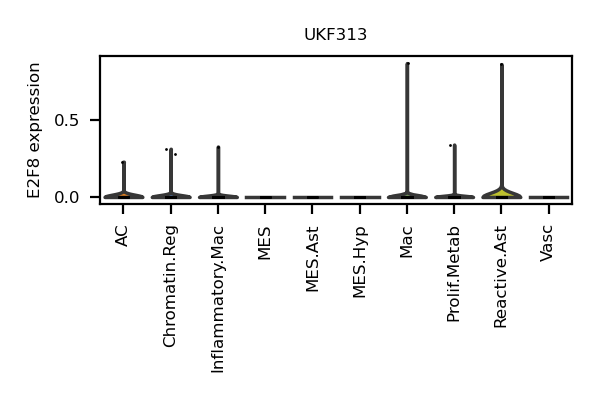 UKF313
E2F8 expression
0.5
0.0
AC
Chromatin.Reg
Inflammatory.Mac
MES
MES.Ast
MES.Hyp
Mac
Prolif.Metab
Reactive.Ast
Vasc